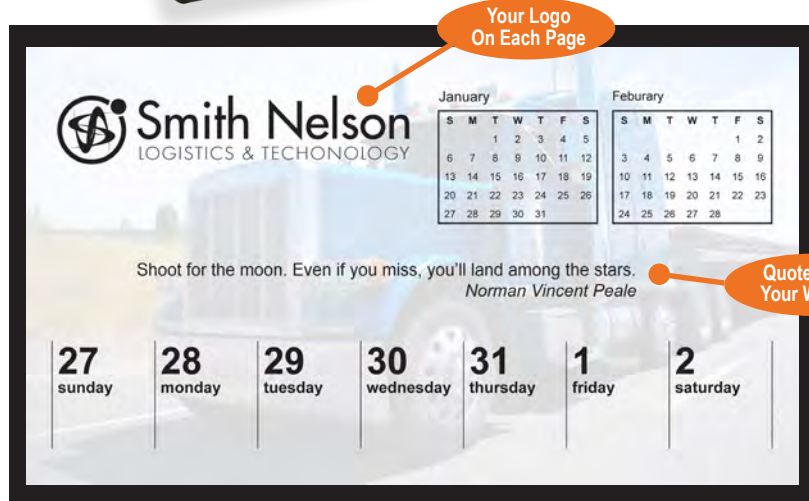 Your Logo
On Each Page
Smith Nelson
LOGISTICS & TECHONOLOGY
January
S M T W T F S
1 2 3 4 5
6 7 8 9 10 11 12
13 14 15 16 17 18 19
20 21 22 23 24 25 26
27 28 29 30 31
Feburary
S M T W T F S
1 2
3 4 5 6 7 8 9
10 11 12 13 14 15 16
17 18 19 20 21 22 23
24 25 26 27 28
Shoot for the moon. Even if you miss, you'll land among the stars.
Norman Vincent Peale
Quote
Your
27 28 29 30 31 1 2
sunday monday tuesday wednesday thursday friday saturday